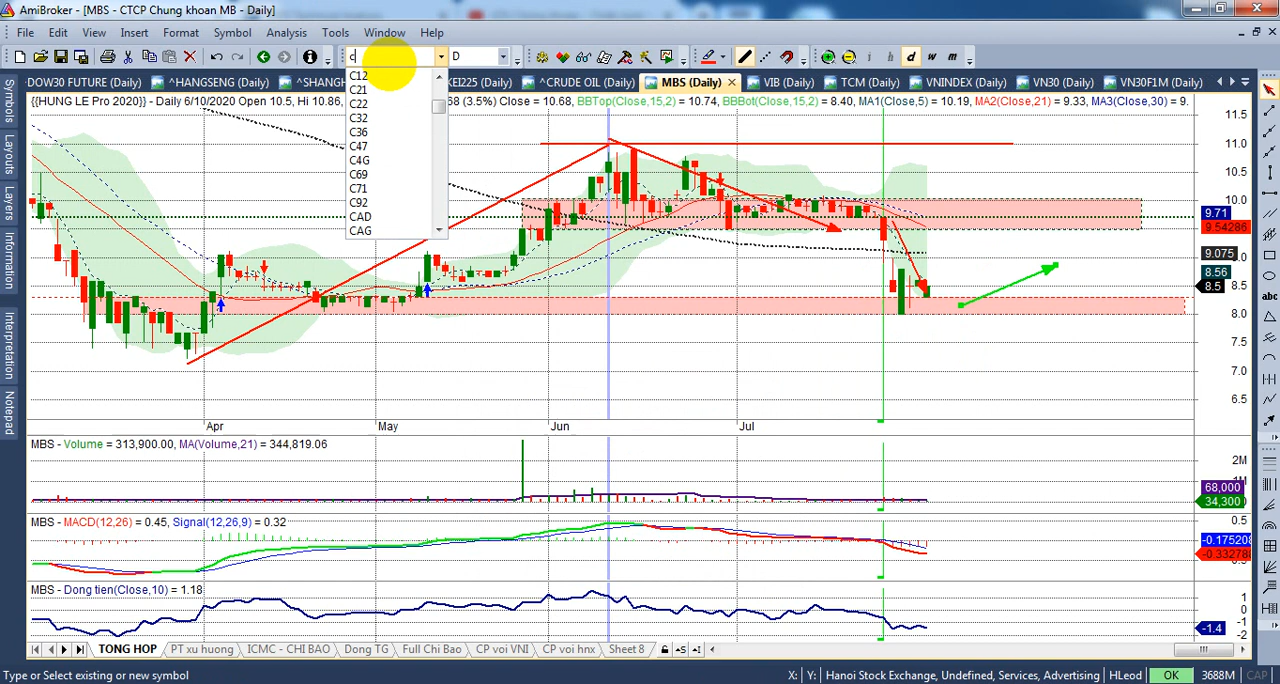 AmiBroker - [MBS - CTCP Chung khoan MB - Daily]
File Edit View Insert Format Symbol Analysis Tools Window Help
c D
i h d w m
DOW30 FUTURE (Daily) ^HANGSENG (Daily) ^SHANG KE225 (Daily) ^CRUDE OIL (Daily) MBS (Daily) VIB (Daily) TCM (Daily) VNINDEX (Daily) VN30 (Daily) VN30F1M (Daily)
{{HUNG LE Pro 2020}} - Daily 6/10/2020 Open 10.5, Hi 10.86, 68 (3.5%) Close = 10.68, BBTop(Close,15,2) = 10.74, BBBot(Close,15,2) = 8.40, MA1(Close,5) = 10.19, MA2(Close,21) = 9.33, MA3(Close,30) = 9.
C12
C21
C22
C32
C36
C47
C4G
C69
C71
C92
CAD
CAG
Symbols
Layouts
Layers
Information
Interpretation
Notepad
11.5
11.0
10.5
10.0
9.71
9.54286
9.075
8.56
8.5
8.5
8.0
7.5
7.0
6.5
abc
Apr May Jun Jul
MBS - Volume = 313,900.00, MA(Volume,21) = 344,819.06
2M
68,000
34,300
MBS - MACD(12,26) = 0.45, Signal(12,26,9) = 0.32
0.5
-0.175208
-0.332788
MBS - Dong tien(Close,10) = 1.18
1
0
-1.4
-2
TONG HOP PT xu huong ICMC - CHI BAO Dong TG Full Chi Bao CP voi VNI CP voi hnx Sheet 8
Type or Select existing or new symbol X: Y: Hanoi Stock Exchange, Undefined, Services, Advertising HLeod OK 3688M CAP